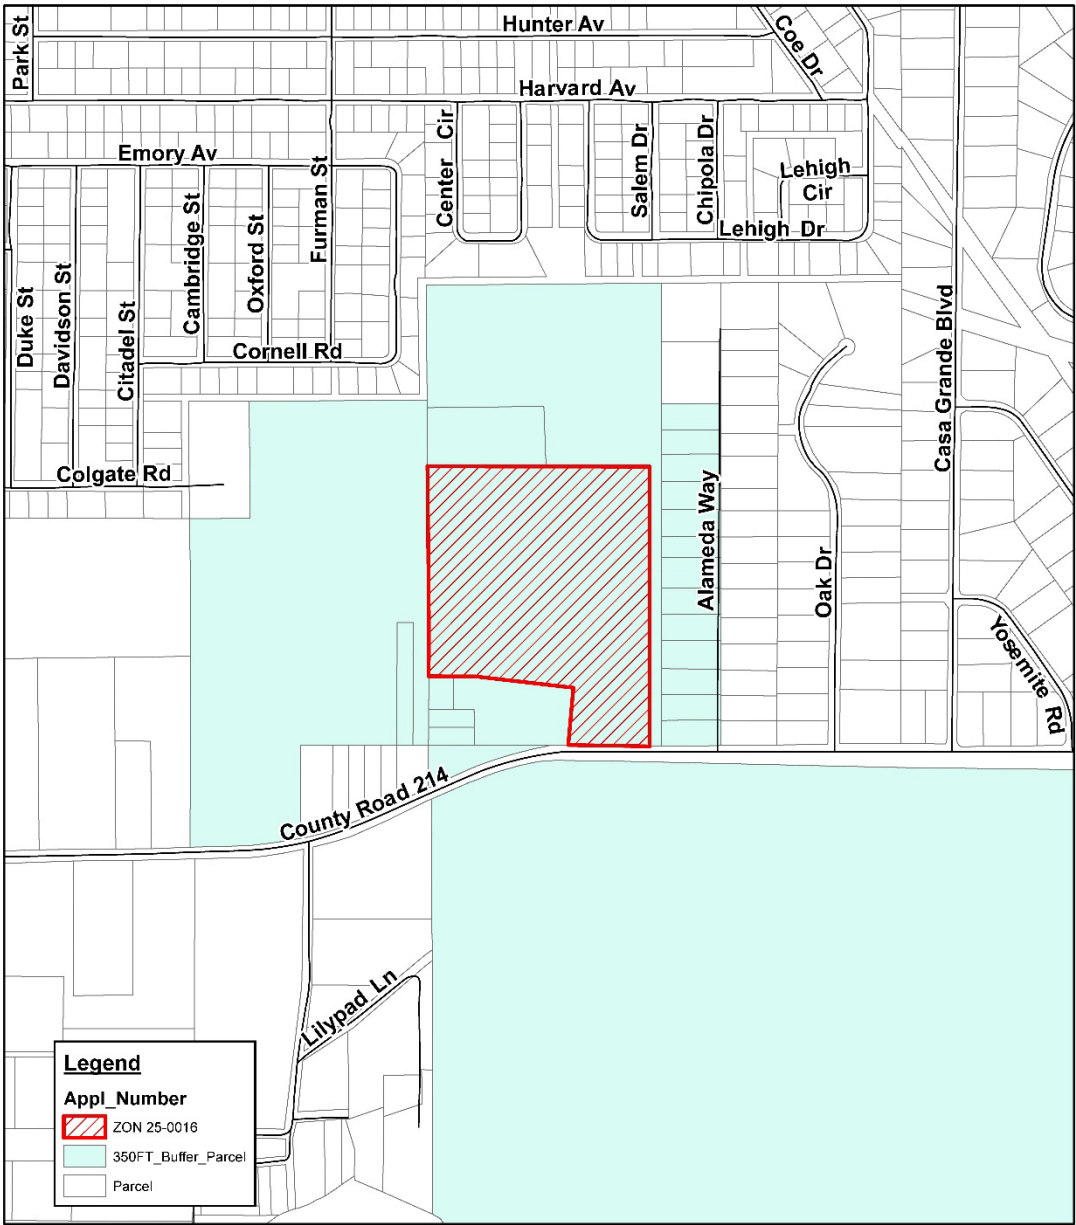 Hunter Av
Park St
Coe Dr
Harvard Av
Center Cir
Emory Av
Salem Dr
Chipola Dr
Lehigh
Cir
Lehigh Dr
Furman St
Cambridge St
Oxford St
Duke St
Davidson St
Citadel St
Cornell Rd
Casa Grande Blvd
Colgate Rd
Alameda Way
Oak Dr
Yosemite Rd
County Road 214
Lilypad Ln
Legend
Appl_Number
ZON 25-0016
350FT_Buffer_Parcel
Parcel